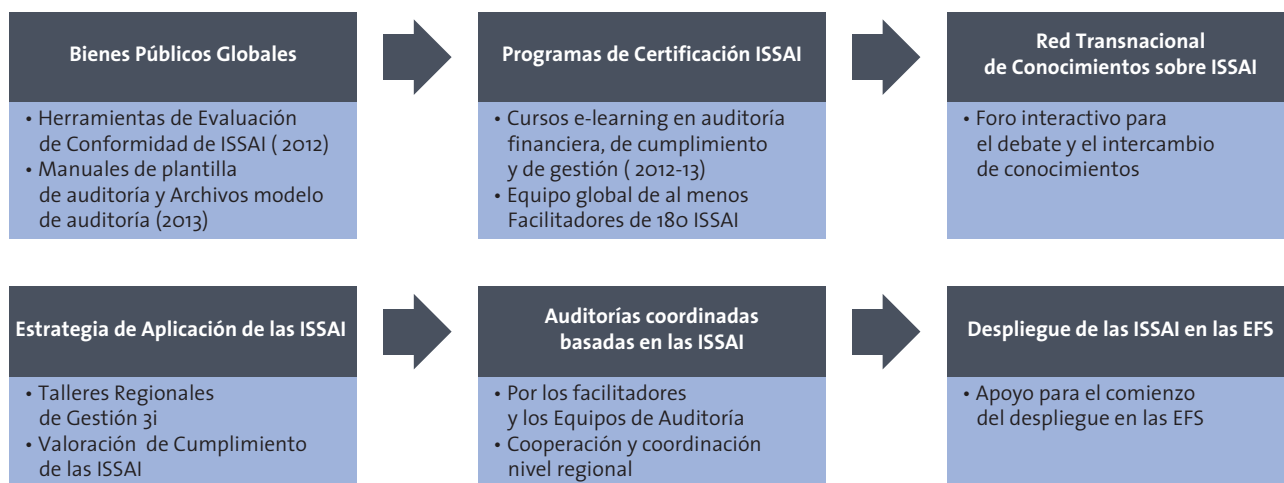 Bienes Públicos Globales
• Herramientas de Evaluación
de Conformidad de ISSAI ( 2012)
• Manuales de plantilla
de auditoría y Archivos modelo
de auditoría (2013)
Programas de Certificación ISSAI
• Cursos e-learning en auditoría
financiera, de cumplimiento
y de gestión ( 2012-13)
• Equipo global de al menos
Facilitadores de 180 ISSAI
Red Transnacional
de Conocimientos sobre ISSAI
• Foro interactivo para
el debate y el intercambio
de conocimientos
Estrategia de Aplicación de las ISSAI
• Talleres Regionales
de Gestión 3i
• Valoración de Cumplimiento
de las ISSAI
Auditorías coordinadas
basadas en las ISSAI
• Por los facilitadores
y los Equipos de Auditoría
• Cooperación y coordinación
nivel regional
Despliegue de las ISSAI en las EFS
• Apoyo para el comienzo
del despliegue en las EFS